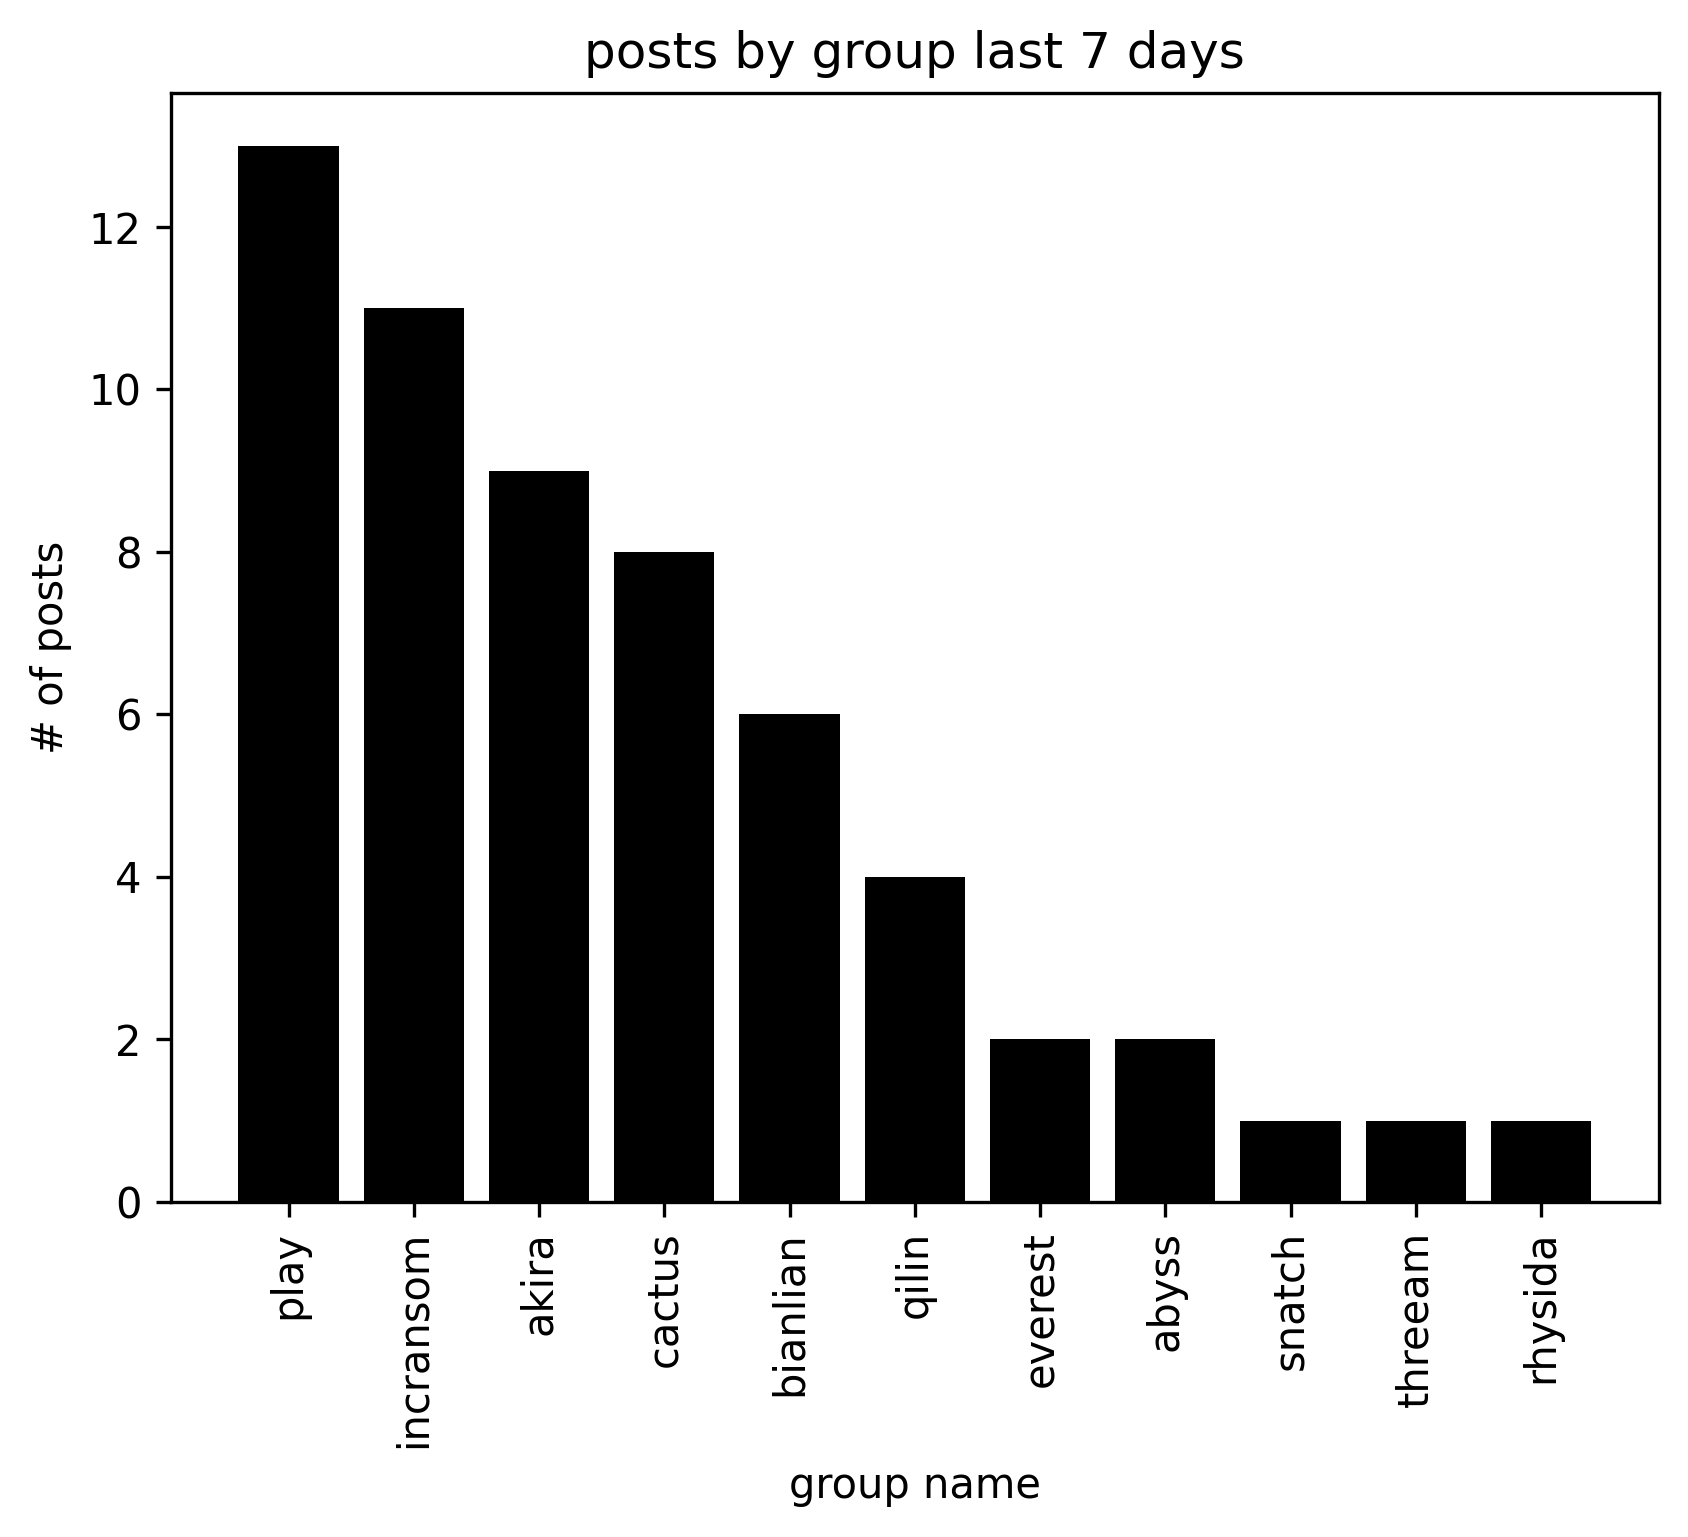 posts by group last 7 days
12
10
8
6
4
2
0
# of posts
play
incransom
akira
cactus
bianlian
qilin
everest
abyss
snatch
threeam
rhysida
group name